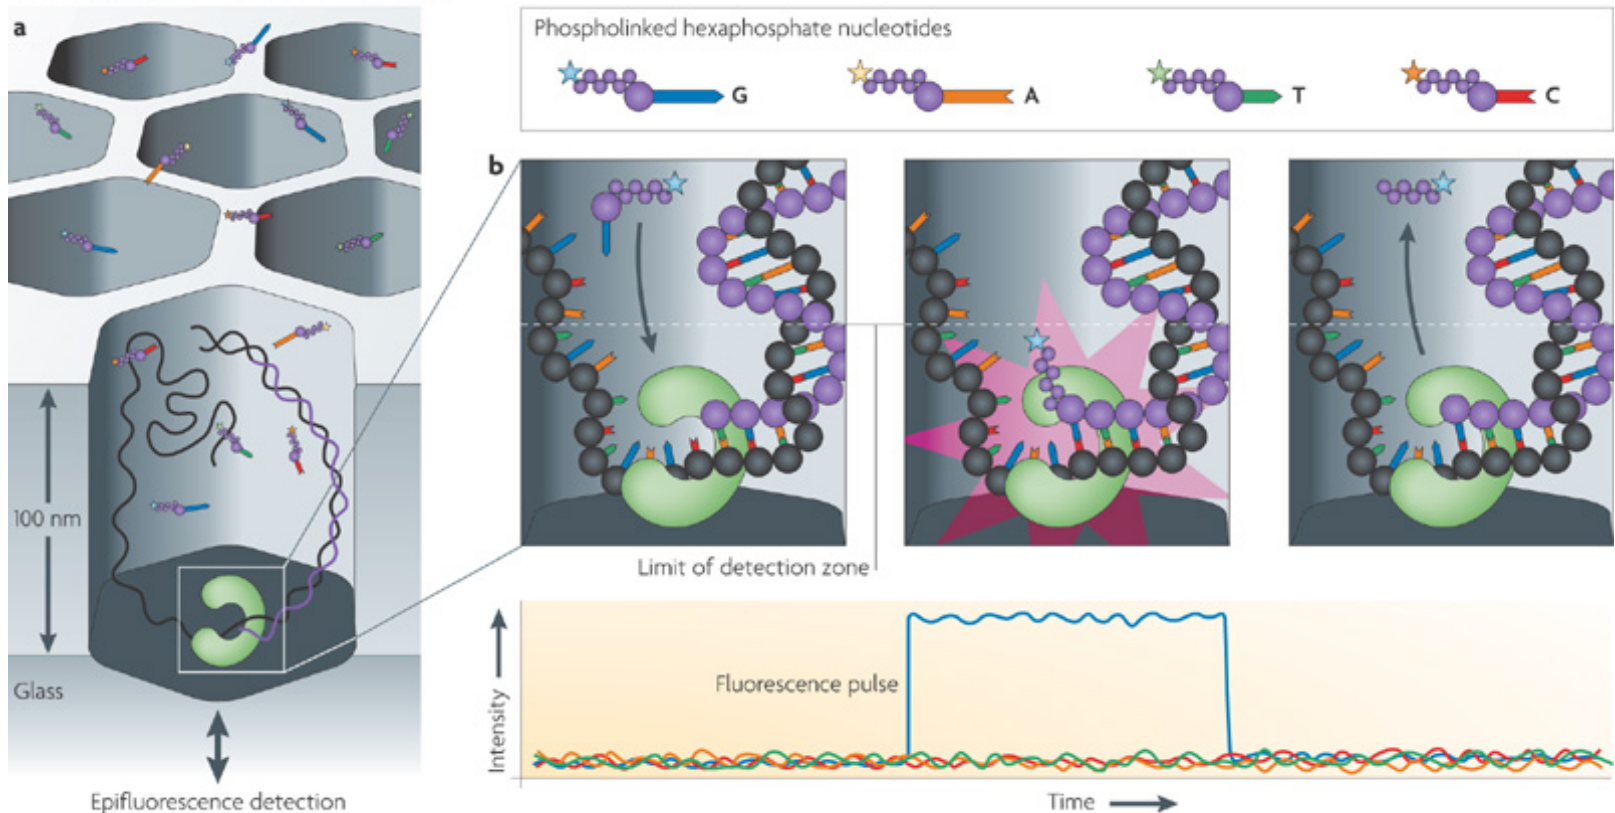 a
Phospholinked hexaphosphate nucleotides
G
A
T
C
b
100 nm
Glass
Epifluorescence detection
Limit of detection zone
Intensity
Fluorescence pulse
Time